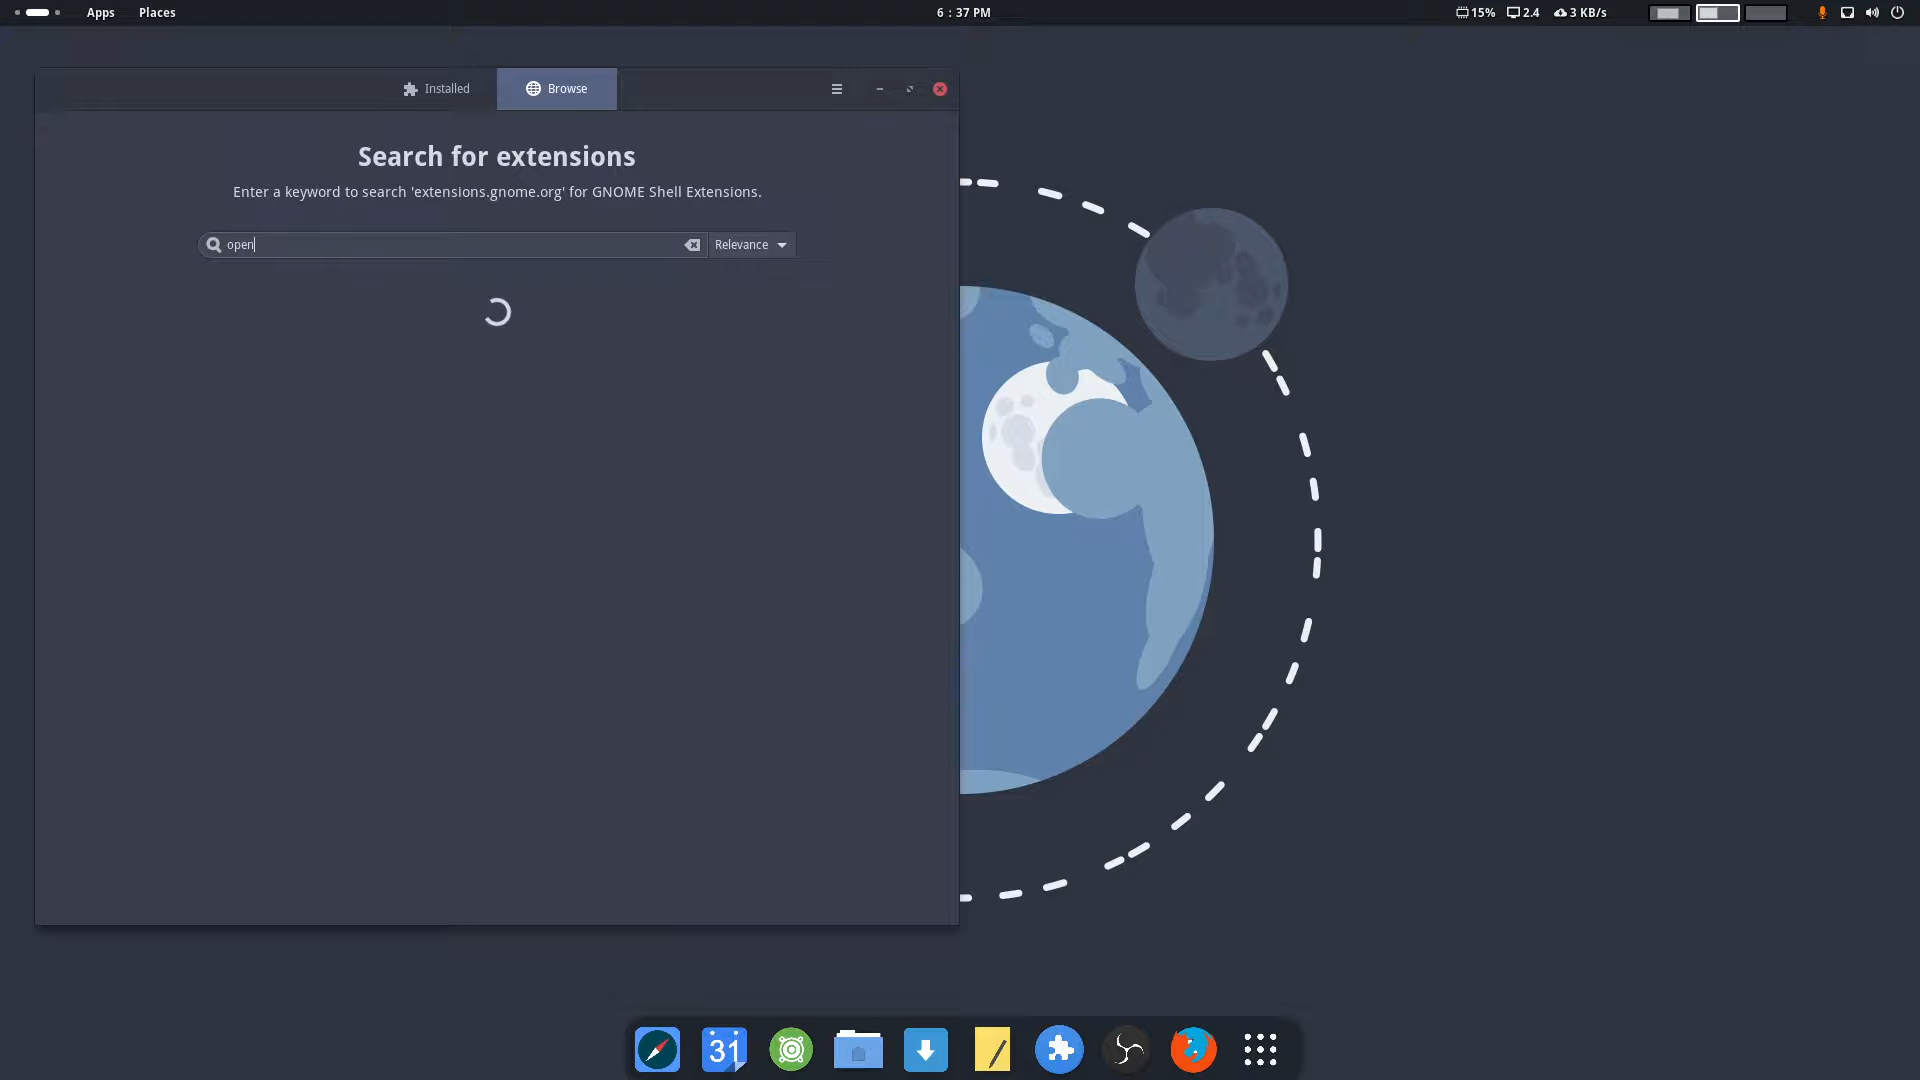 Apps Places 6 : 37 PM 15% 2.4 3 KB/s
Installed Browse
Search for extensions
Enter a keyword to search 'extensions.gnome.org' for GNOME Shell Extensions.
open Relevance
31